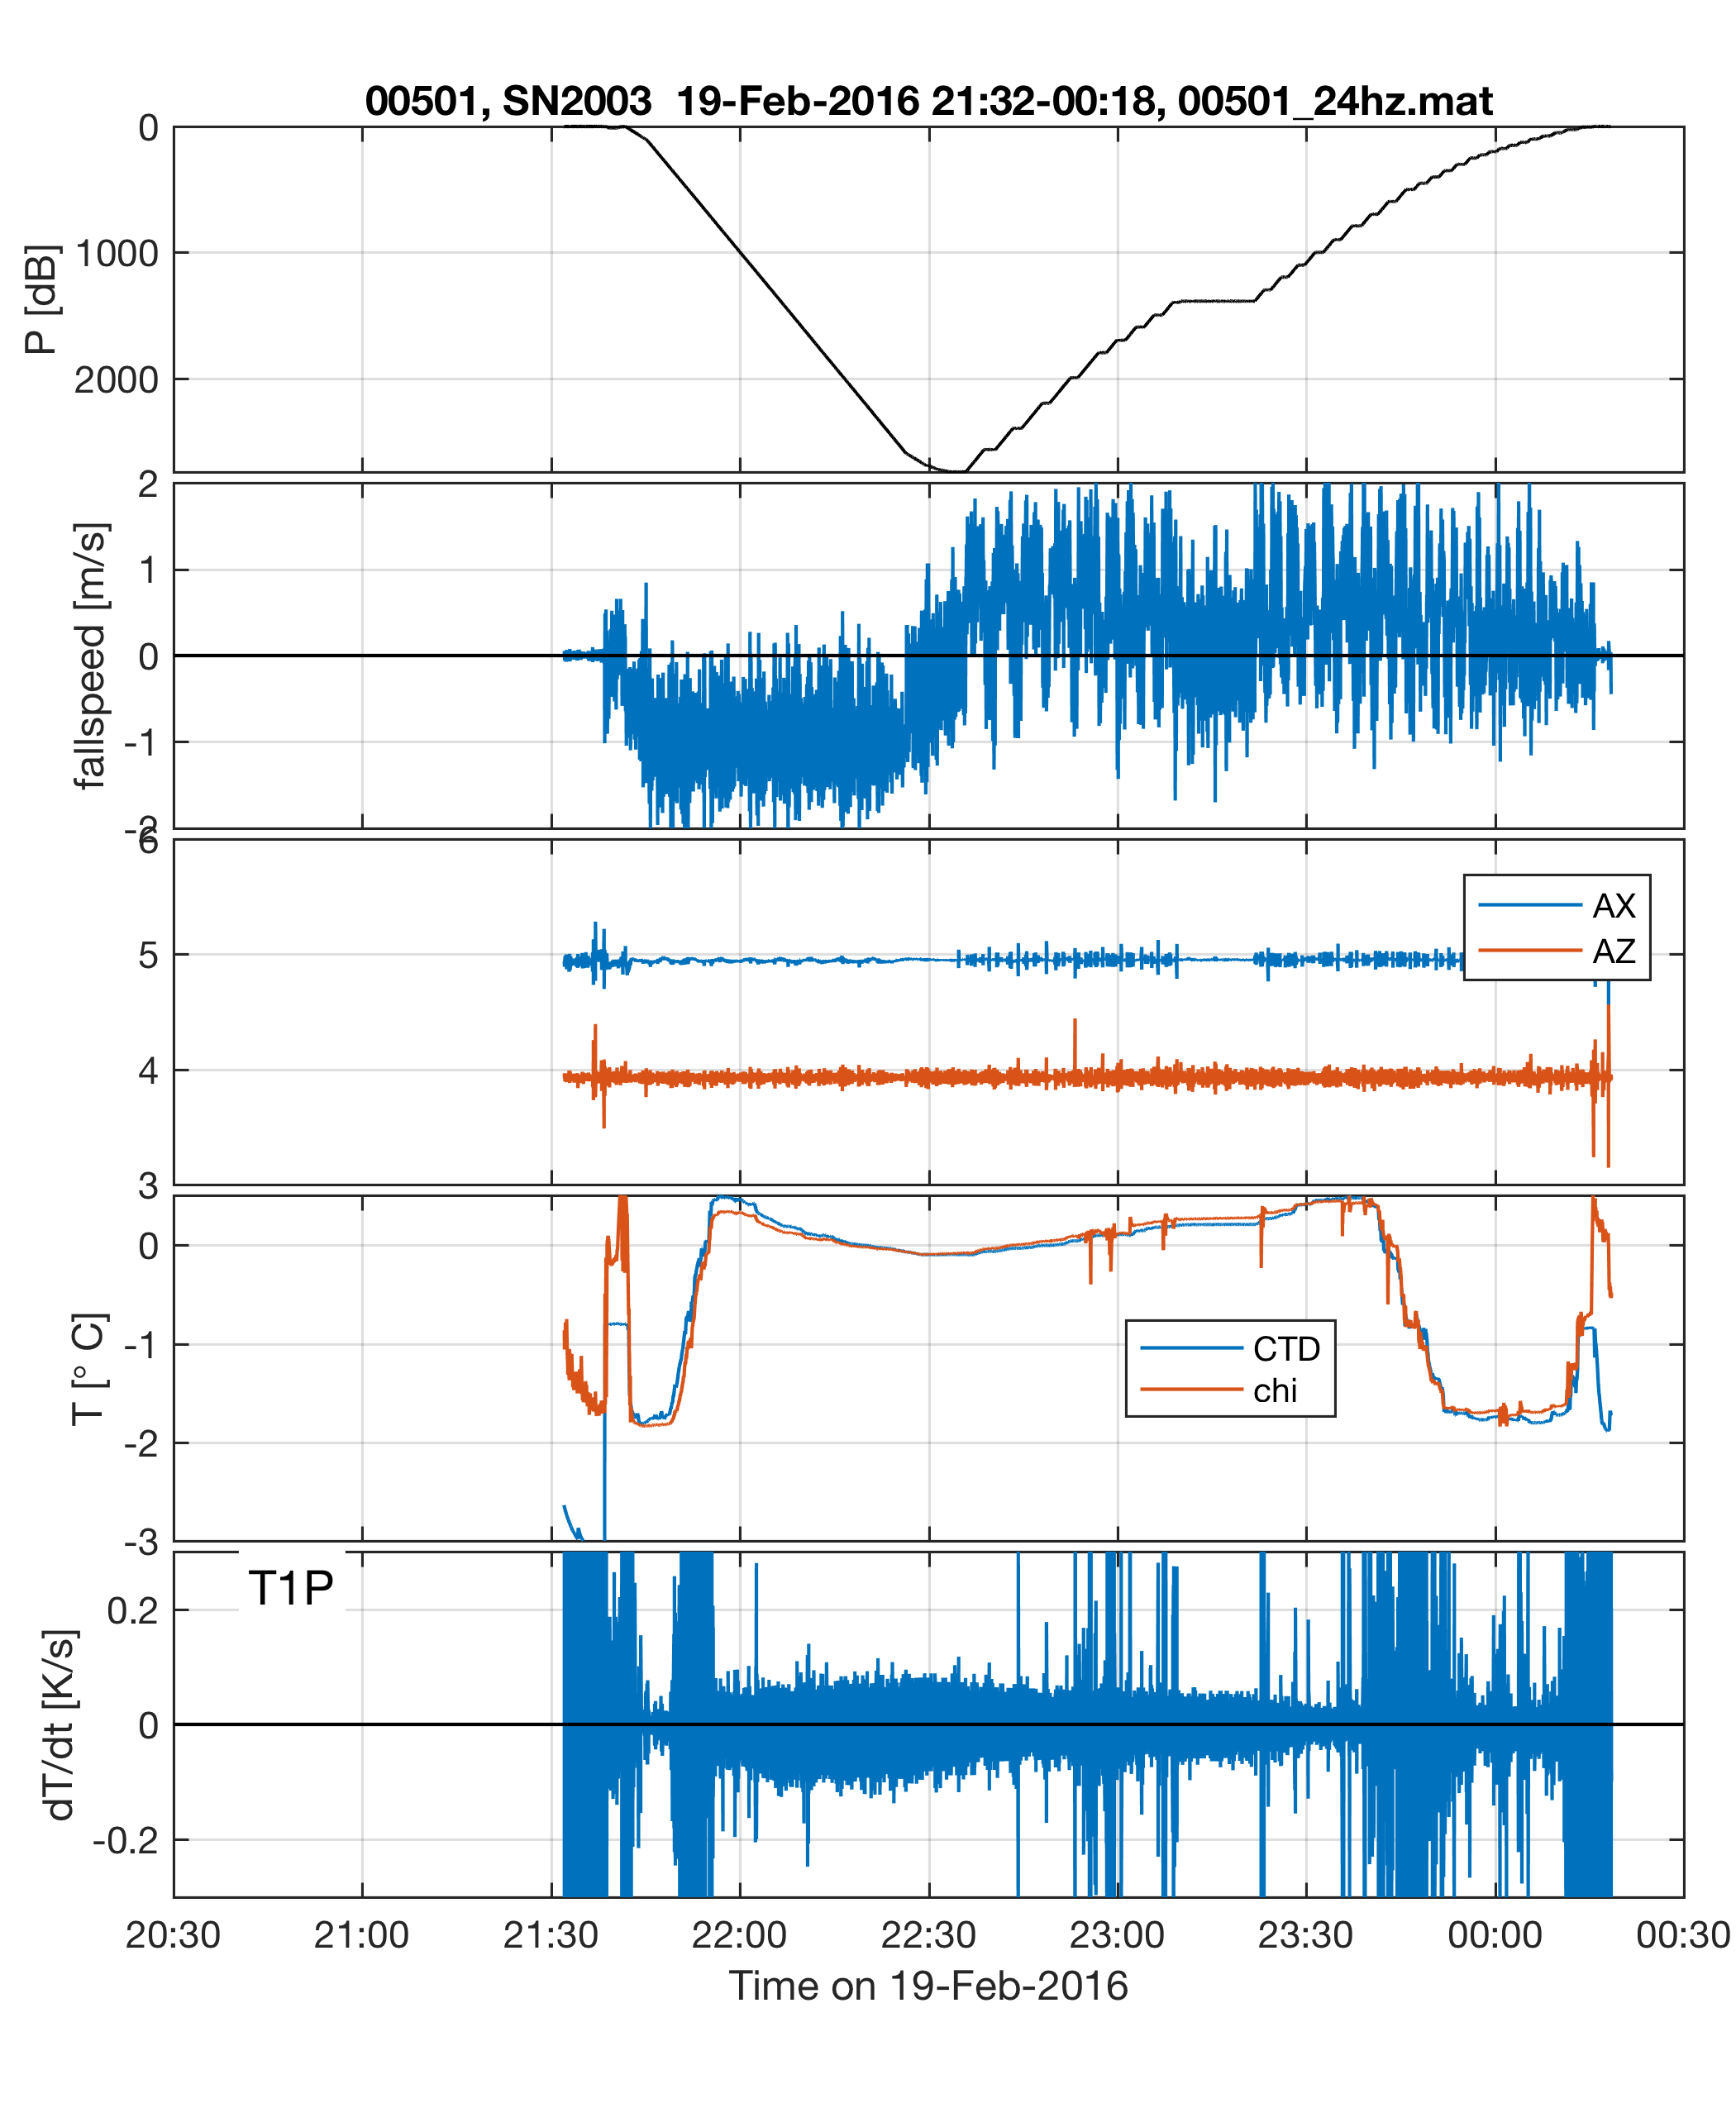 00501, SN2003  19-Feb-2016 21:32-00:18, 00501_24hz.mat
0
1000
2000
P [dB]
2
1
0
-1
-2
fallspeed [m/s]
6
5
4
3
AX
AZ
0
-1
-2
-3
T [° C]
CTD
chi
T1P
0.2
0
-0.2
dT/dt [K/s]
20:30 21:00 21:30 22:00 22:30 23:00 23:30 00:00 00:30
Time on 19-Feb-2016